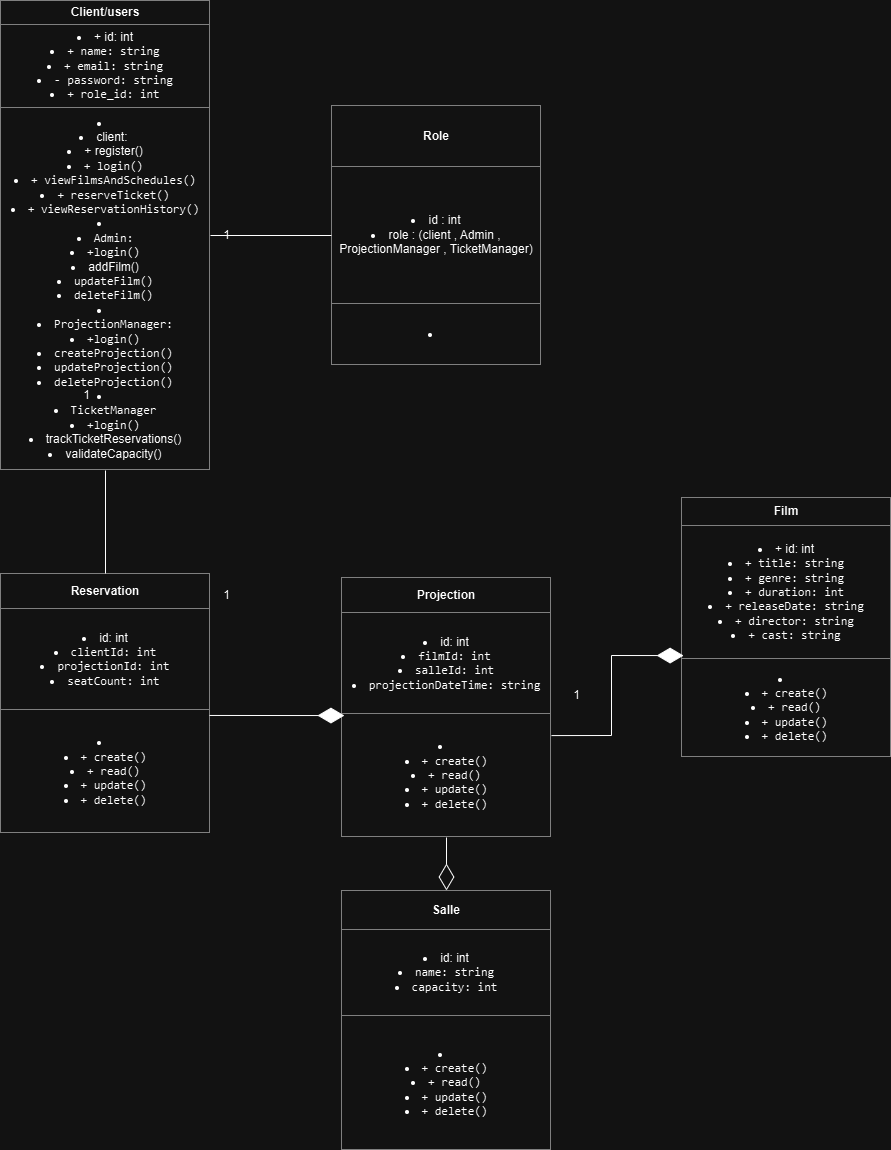 Client/users
+ id: int
+ name: string
+ email: string
- password: string
+ role_id: int
client:
+ register()
+ login()
+ viewFilmsAndSchedules()
+ reserveTicket()
+ viewReservationHistory()
Admin:
+login()
addFilm()
updateFilm()
deleteFilm()
ProjectionManager:
+login()
createProjection()
updateProjection()
deleteProjection()
1
TicketManager
+login()
trackTicketReservations()
validateCapacity()
1
Role
id : int
role : (client , Admin ,
ProjectionManager , TicketManager)
Reservation
id: int
clientId: int
projectionId: int
seatCount: int
+ create()
+ read()
+ update()
+ delete()
1
Projection
id: int
filmId: int
salleId: int
projectionDateTime: string
+ create()
+ read()
+ update()
+ delete()
1
Film
+ id: int
+ title: string
+ genre: string
+ duration: int
+ releaseDate: string
+ director: string
+ cast: string
+ create()
+ read()
+ update()
+ delete()
Salle
id: int
name: string
capacity: int
+ create()
+ read()
+ update()
+ delete()